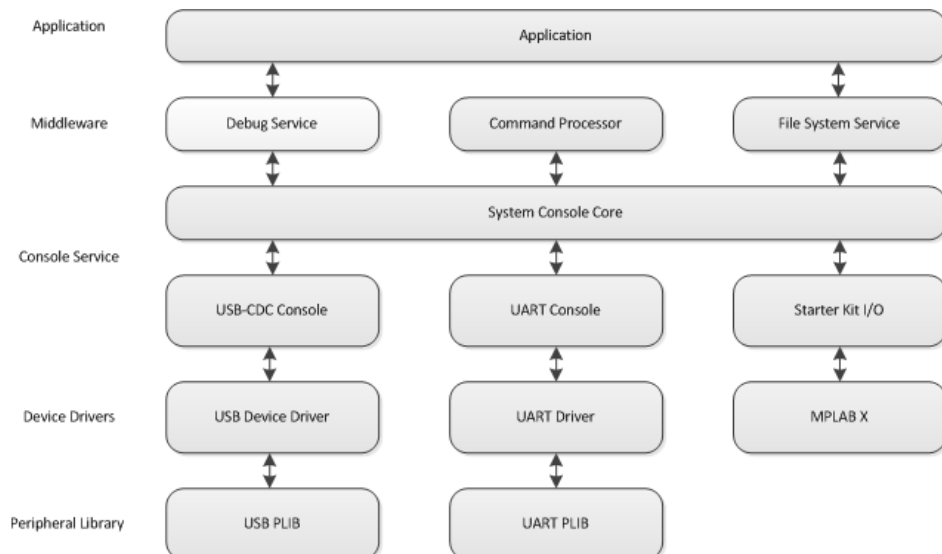 Application
Application
Middleware
Debug Service
Command Processor
File System Service
System Console Core
Console Service
USB-CDC Console
UART Console
Starter Kit I/O
Device Drivers
USB Device Driver
UART Driver
MPLAB X
Peripheral Library
USB PLIB
UART PLIB